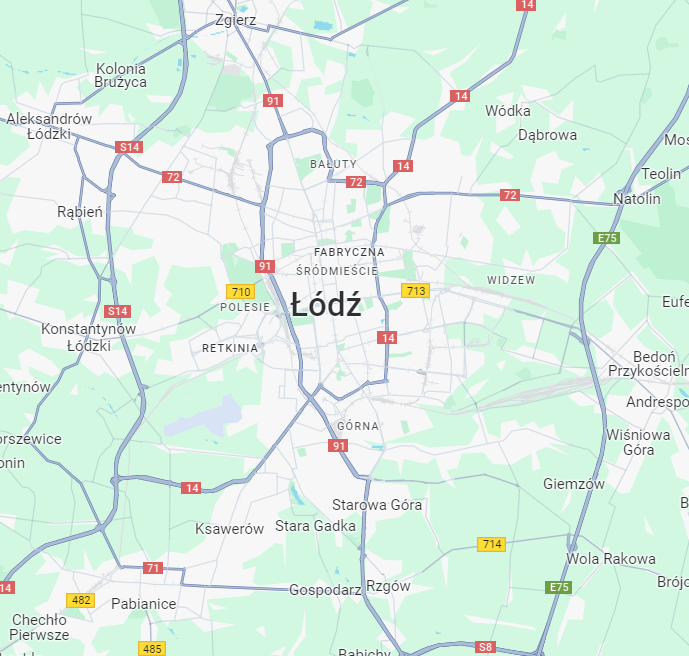 14
Zgierz
Kolonia
Brużyca
91
14
Wódka
Aleksandrów
Łódzki
Dąbrowa
S14
Mos
BAŁUTY
14
72
72
Teolin
72
Natolin
Rąbień
E75
FABRYCZNA
91
ŚRÓDMIEŚCIE
WIDZEW
710
713
POLESIE
Łódź
Eufe
S14
Konstantynów
Łódzki
14
RETKINIA
Bedoń
Przykościeln
entynów
Andrespo
GÓRNA
orszewice
91
Wiśniowa
Góra
onin
14
Giemzów
Starowa Góra
B
Ksawerów
Stara Gadka
714
Wola Rakowa
71
14
Gospodarz
Rzgów
E75
Brójc
482
Pabianice
Chechło
Pierwsze
485
S8
Babichy